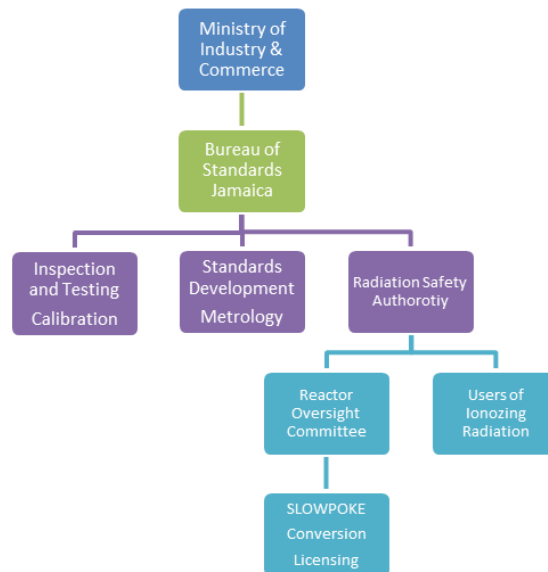 Ministry of
Industry &
Commerce
Bureau of
Standards
Jamaica
Inspection
and Testing
Calibration
Standards
Development
Metrology
Radiation Safety
Authorotiy
Reactor
Oversight
Committee
Users of
Ionozing
Radiation
SLOWPOKE
Conversion
Licensing